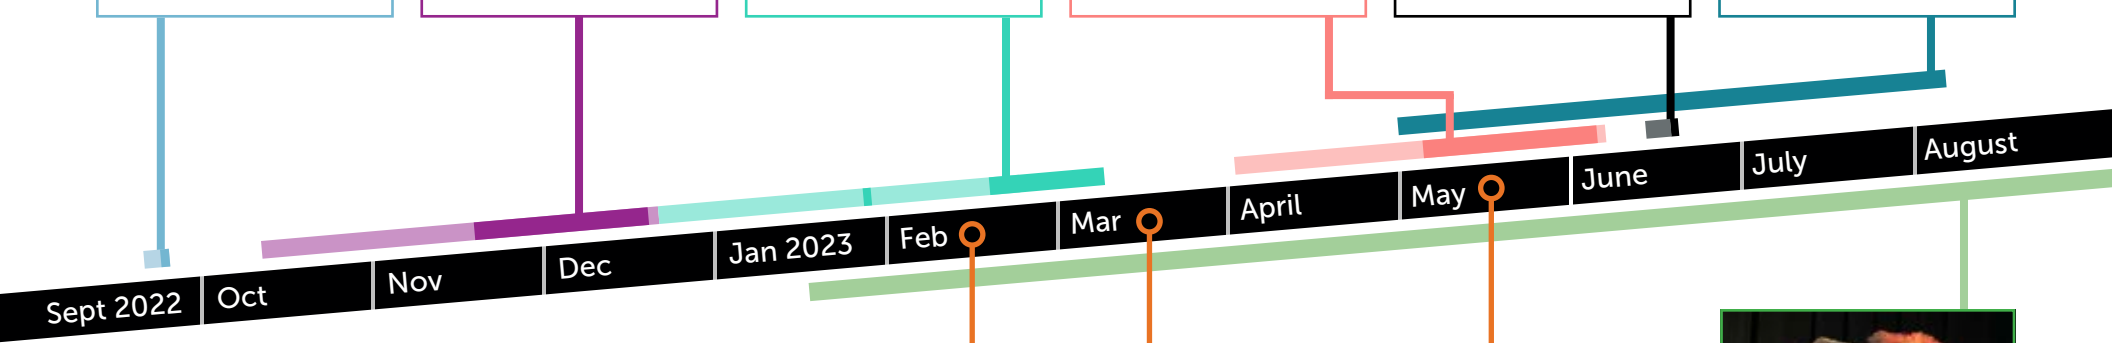 Sept 2022
Oct
Nov
Dec
Jan 2023
Feb
Mar
April
May
June
July
August